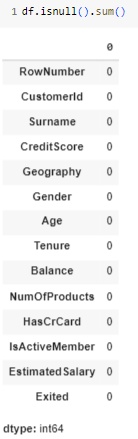 1 df.isnull().sum()
0
RowNumber 0
CustomerId 0
Surname 0
CreditScore 0
Geography 0
Gender 0
Age 0
Tenure 0
Balance 0
NumOfProducts 0
HasCrCard 0
IsActiveMember 0
EstimatedSalary 0
Exited 0
dtype: int64